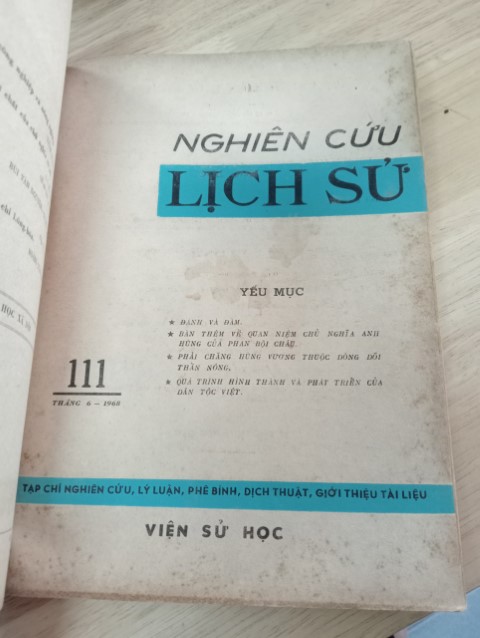 NGHIÊN CỨU
LỊCH SỬ
YẾU MỤC
★ ĐÁNH VÀ ĐÀM.
★ BÀN THÊM VỀ QUAN NIỆM CHỦ NGHĨA ANH
HÙNG CỦA PHAN BỘI CHÂU.
★ PHẢI CHĂNG HÙNG VƯƠNG THUỘC DÒNG DÕI
THẦN NÔNG.
★ QUÁ TRÌNH HÌNH THÀNH VÀ PHÁT TRIỂN CỦA
DÂN TỘC VIỆT.
111
THÁNG 6 — 1968
TẠP CHÍ NGHIÊN CỨU, LÝ LUẬN, PHÊ BÌNH, DỊCH THUẬT, GIỚI THIỆU TÀI LIỆU
VIỆN SỬ HỌC